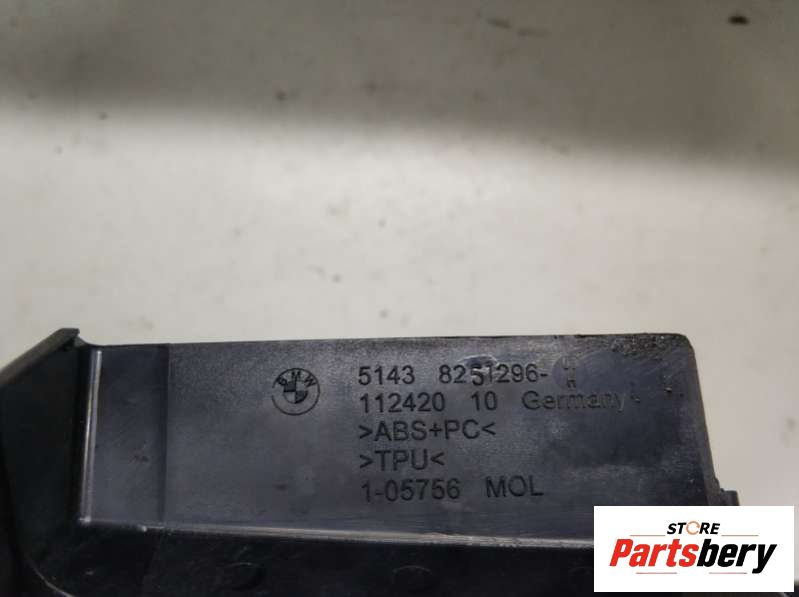 BMW
5143 8251296-
112420 10 Germany
>ABS+PC<
>TPU<
1-05756 MOL
STORE
Partsbery